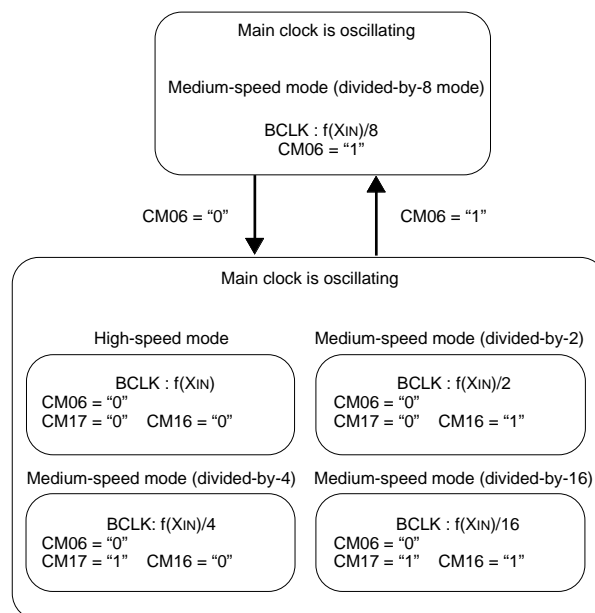 Main clock is oscillating
Medium-speed mode (divided-by-8 mode)
BCLK : f(XIN)/8
CM06 = “1”
CM06 = “0”
CM06 = “1”
Main clock is oscillating
High-speed mode
BCLK : f(XIN)
CM06 = “0”
CM17 = “0” CM16 = “0”
Medium-speed mode (divided-by-2)
BCLK : f(XIN)/2
CM06 = “0”
CM17 = “0” CM16 = “1”
Medium-speed mode (divided-by-4)
BCLK: f(XIN)/4
CM06 = “0”
CM17 = “1” CM16 = “0”
Medium-speed mode (divided-by-16)
BCLK : f(XIN)/16
CM06 = “0”
CM17 = “1” CM16 = “1”